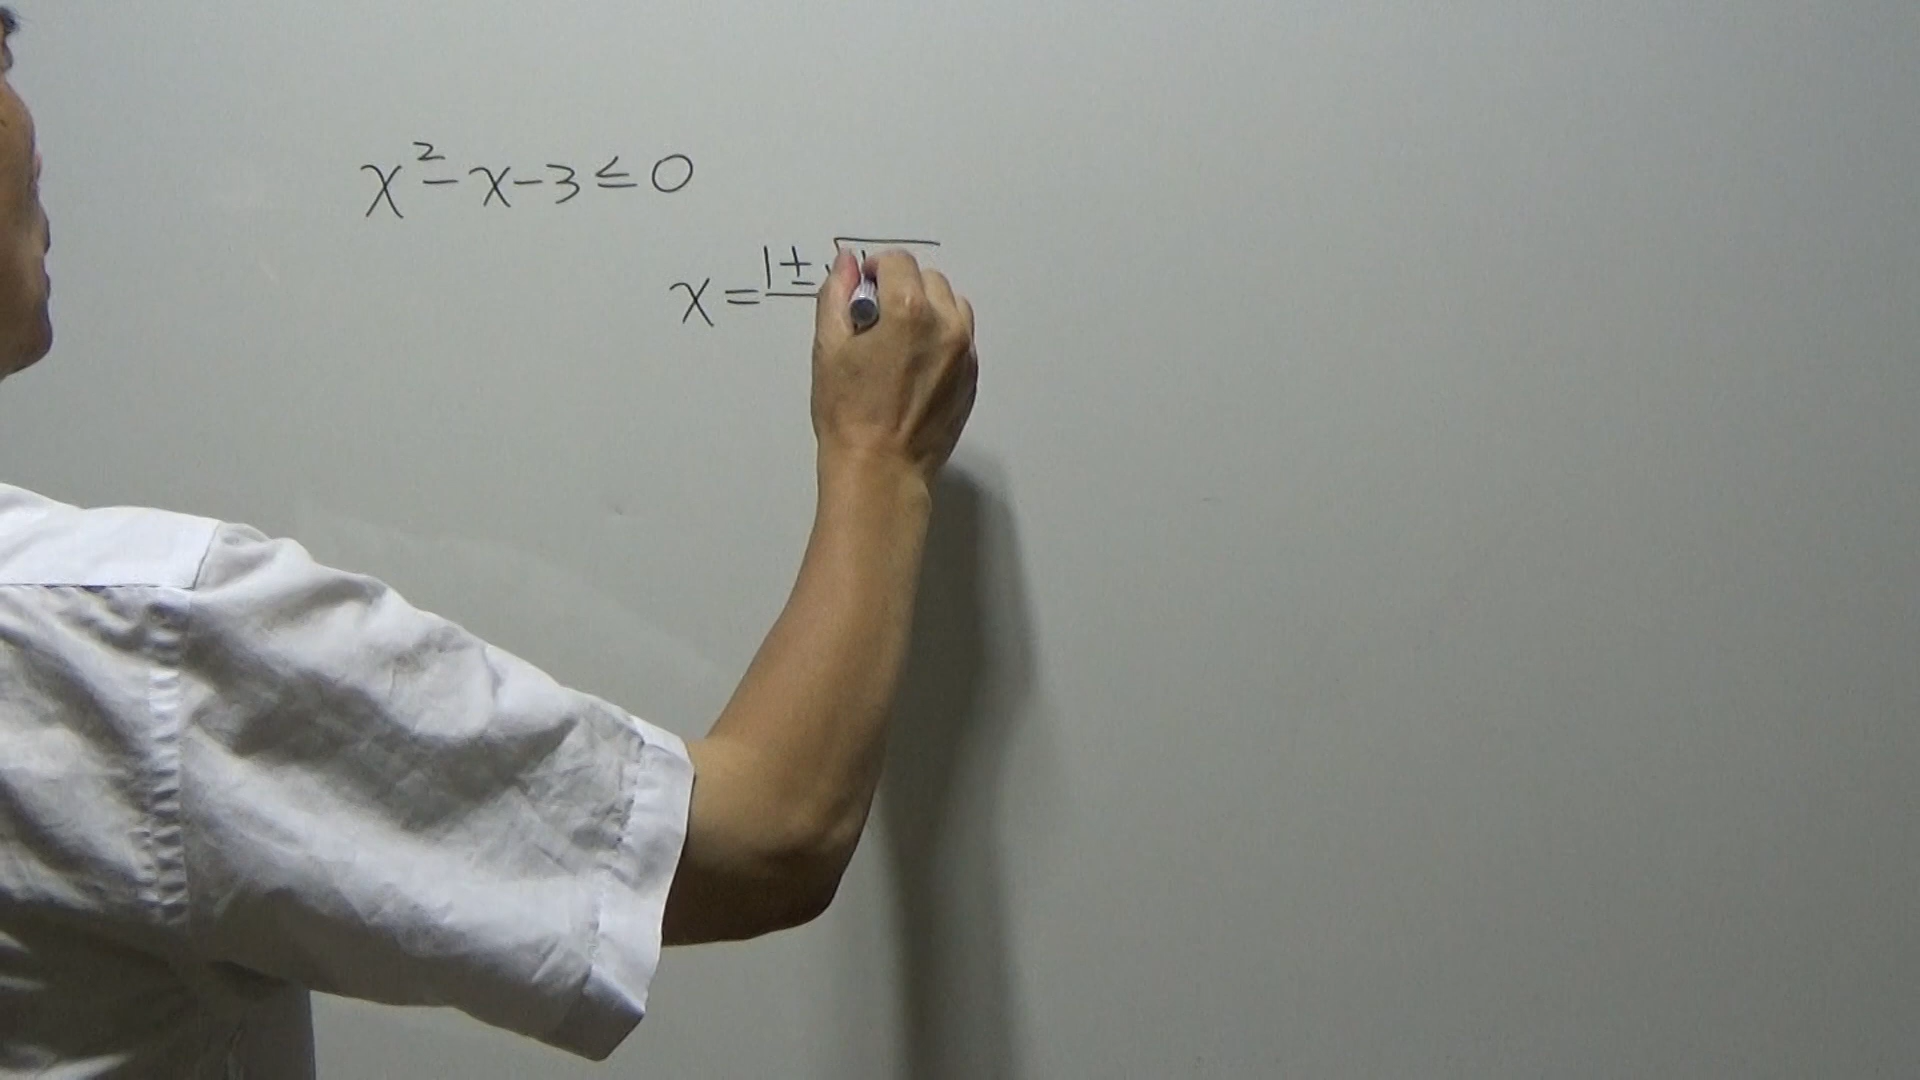 x² - x - 3 ≤ 0
x = 1 ± √